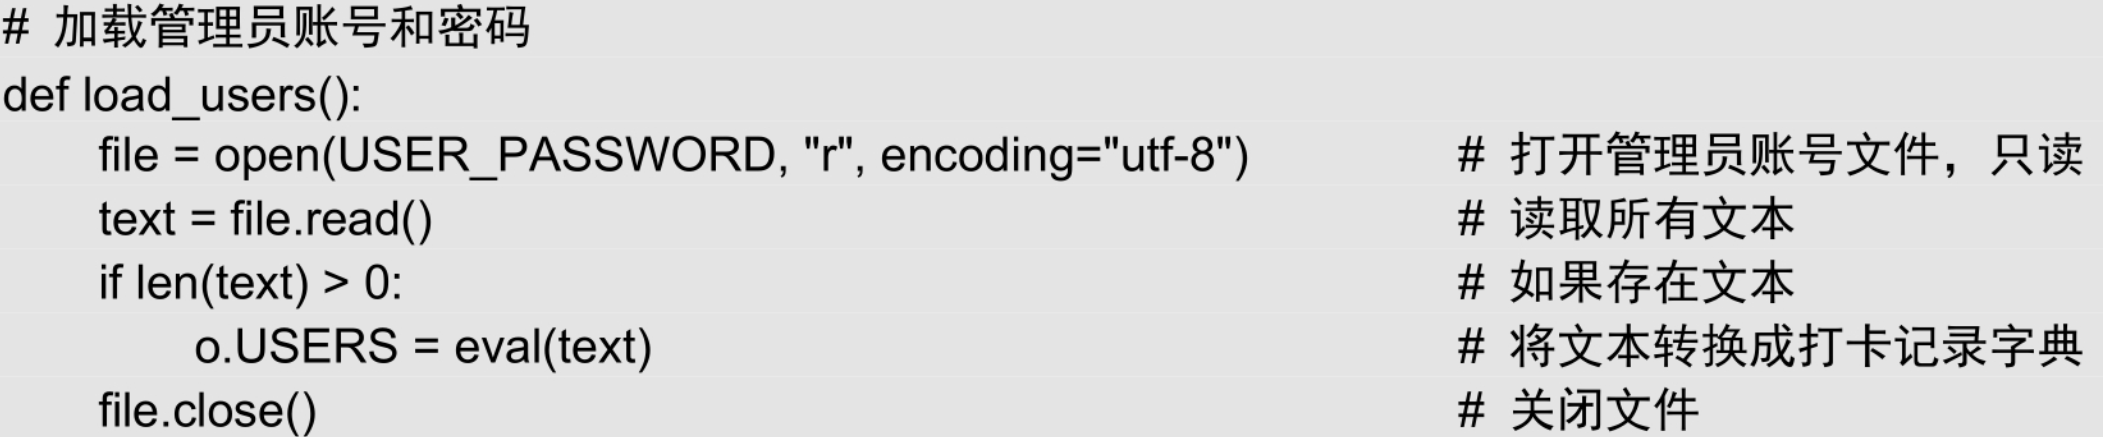 # 加载管理员账号和密码
def load_users():
    file = open(USER_PASSWORD, "r", encoding="utf-8") # 打开管理员账号文件，只读
    text = file.read() # 读取所有文本
    if len(text) > 0: # 如果存在文本
        o.USERS = eval(text) # 将文本转换成打卡记录字典
    file.close() # 关闭文件